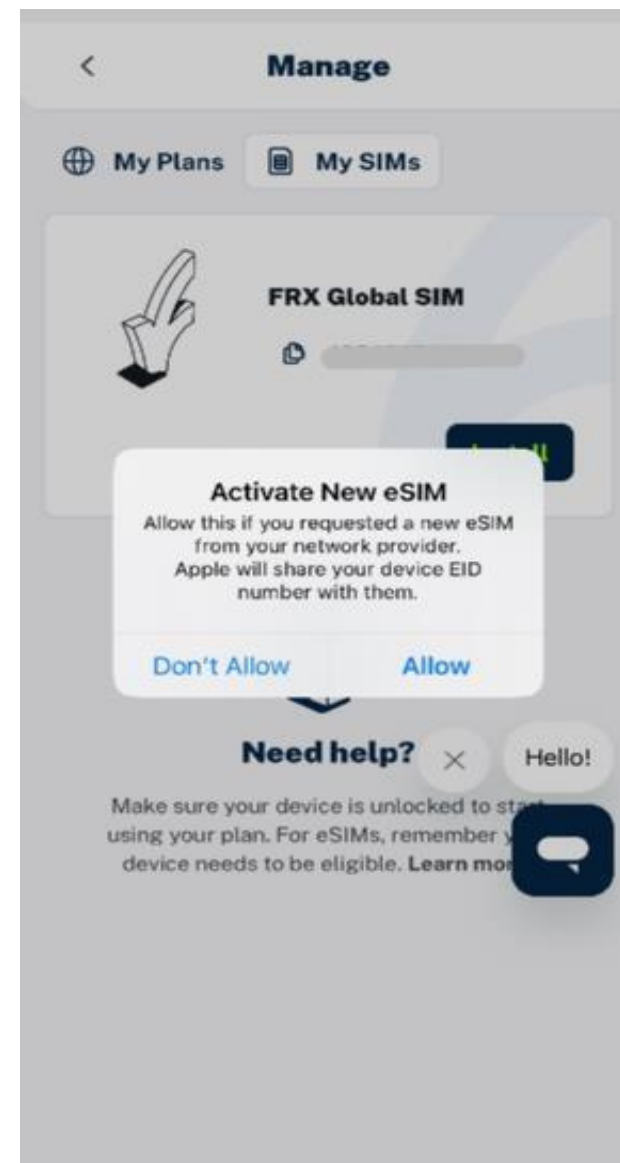 Manage
My Plans
My SIMs
FRX Global SIM
Activate New eSIM
Allow this if you requested a new eSIM
from your network provider.
Apple will share your device EID
number with them.
Don't Allow
Allow
Need help?
Hello!
Make sure your device is unlocked to
using your plan. For eSIMs, remember
device needs to be eligible. Learn